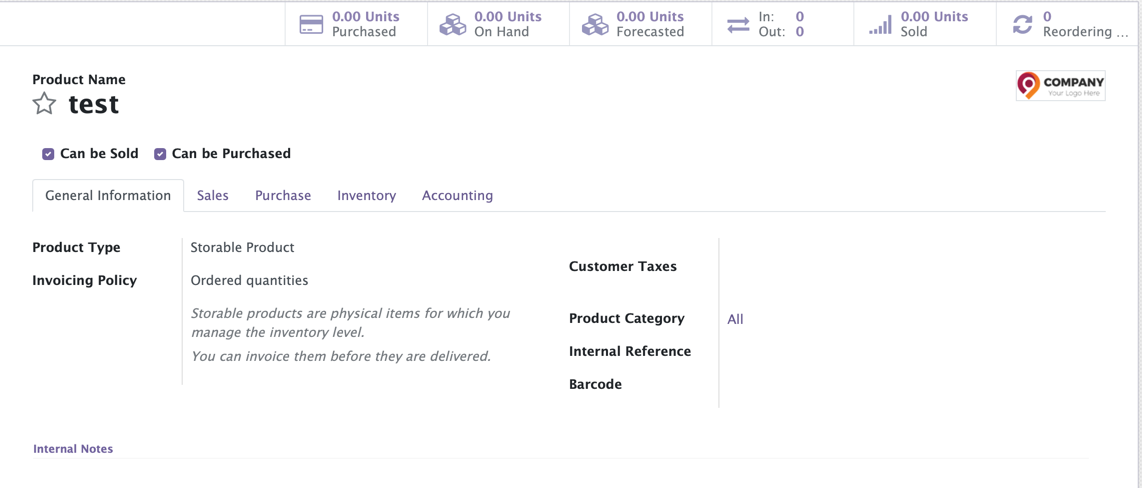 0.00 Units
Purchased
0.00 Units
On Hand
0.00 Units
Forecasted
In: 0
Out: 0
0.00 Units
Sold
0
Reordering ...
Product Name
test
COMPANY
Your Logo Here
Can be Sold Can be Purchased
General Information Sales Purchase Inventory Accounting
Product Type Storable Product
Invoicing Policy Ordered quantities
Storable products are physical items for which you
manage the inventory level.
You can invoice them before they are delivered.
Customer Taxes
Product Category All
Internal Reference
Barcode
Internal Notes